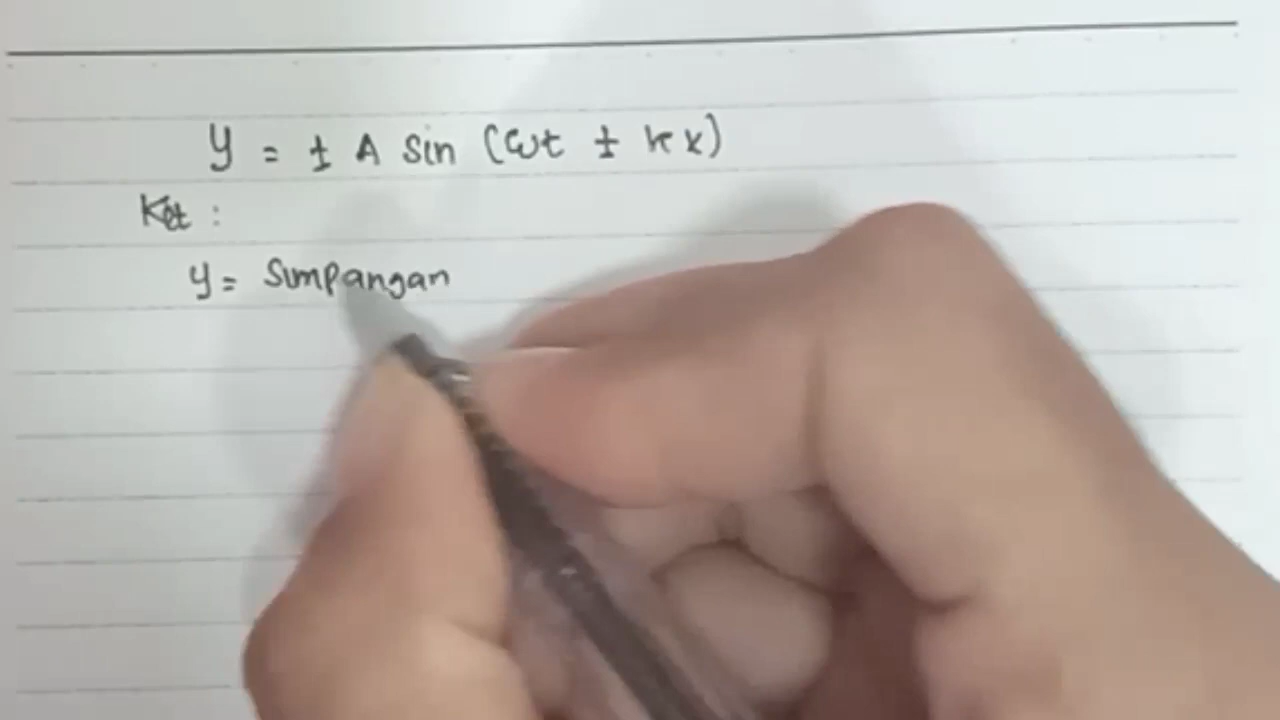 y = ± A sin (ωt ± kx)
Ket :
y = Simpangan